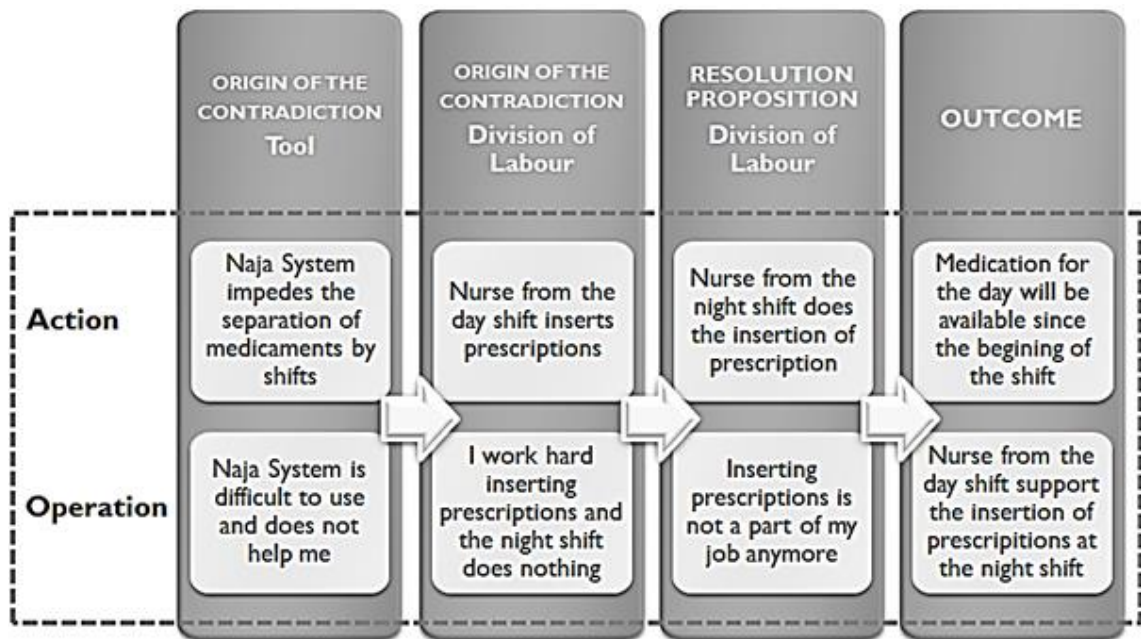 ORIGIN OF THE
CONTRADICTION
Tool
ORIGIN OF THE
CONTRADICTION
Division of
Labour
RESOLUTION
PROPOSITION
Division of
Labour
OUTCOME
Action
Naja System
impedes the
separation of
medicaments by
shifts
Nurse from the
day shift inserts
prescriptions
Nurse from the
night shift does
the insertion of
prescription
Medication for
the day will be
available since
the begining of
the shift
Operation
Naja System is
difficult to use
and does not
help me
I work hard
inserting
prescriptions and
the night shift
does nothing
Inserting
prescriptions is
not a part of my
job anymore
Nurse from the
day shift support
the insertion of
prescripitions at
the night shift